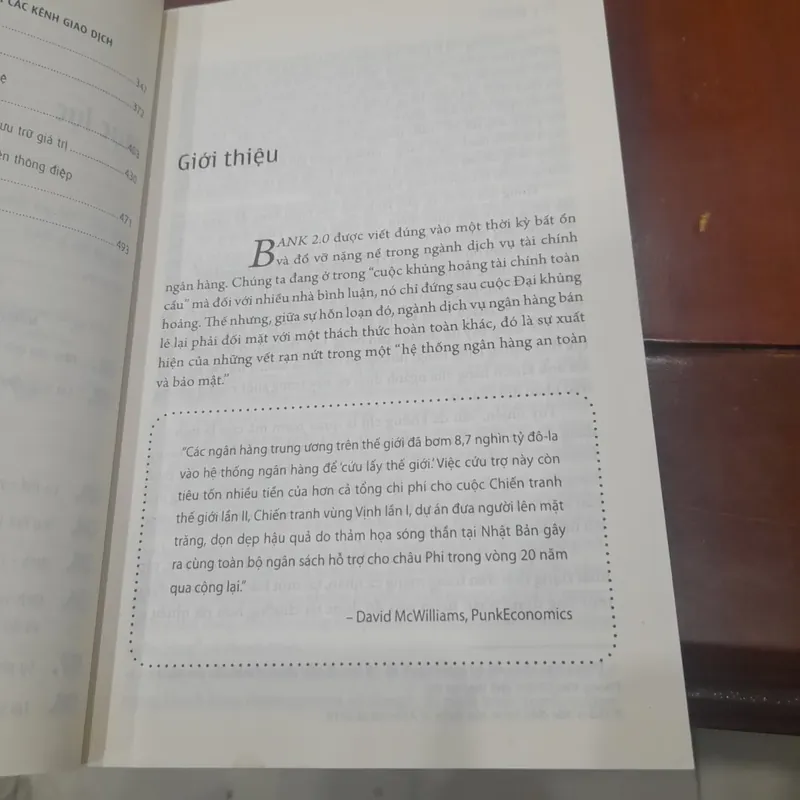 CÁC KÊNH GIAO DỊCH
347
372
ưu trữ giá trị 403
430
ền thông điệp
471
493
Giới thiệu
BANK 2.0 được viết đúng vào một thời kỳ bất ổn
và đổ vỡ nặng nề trong ngành dịch vụ tài chính
ngân hàng. Chúng ta đang ở trong “cuộc khủng hoảng tài chính toàn
cầu” mà đối với nhiều nhà bình luận, nó chỉ đứng sau cuộc Đại khủng
hoảng. Thế nhưng, giữa sự hỗn loạn đó, ngành dịch vụ ngân hàng bán
lẻ lại phải đối mặt với một thách thức hoàn toàn khác, đó là sự xuất
hiện của những vết rạn nứt trong một “hệ thống ngân hàng an toàn
và bảo mật.”
“Các ngân hàng trung ương trên thế giới đã bơm 8,7 nghìn tỷ đô-la
vào hệ thống ngân hàng để ‘cứu lấy thế giới.’ Việc cứu trợ này còn
tiêu tốn nhiều tiền của hơn cả tổng chi phí cho cuộc Chiến tranh
thế giới lần II, Chiến tranh vùng Vịnh lần I, dự án đưa người lên mặt
trăng, dọn dẹp hậu quả do thảm họa sóng thần tại Nhật Bản gây
ra cùng toàn bộ ngân sách hỗ trợ cho châu Phi trong vòng 20 năm
qua cộng lại.”
– David McWilliams, PunkEconomics